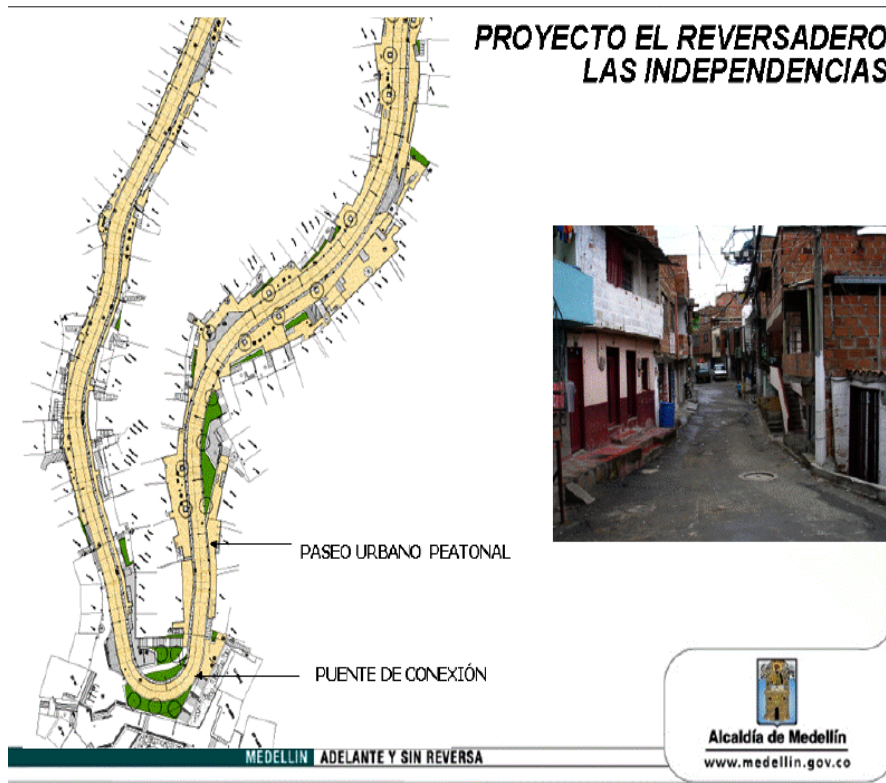 PROYECTO EL REVERSADERO
LAS INDEPENDENCIAS
PASEO URBANO PEATONAL
PUENTE DE CONEXIÓN
MEDELLIN ADELANTE Y SIN REVERSA
Alcaldía de Medellín
www.medellin.gov.co